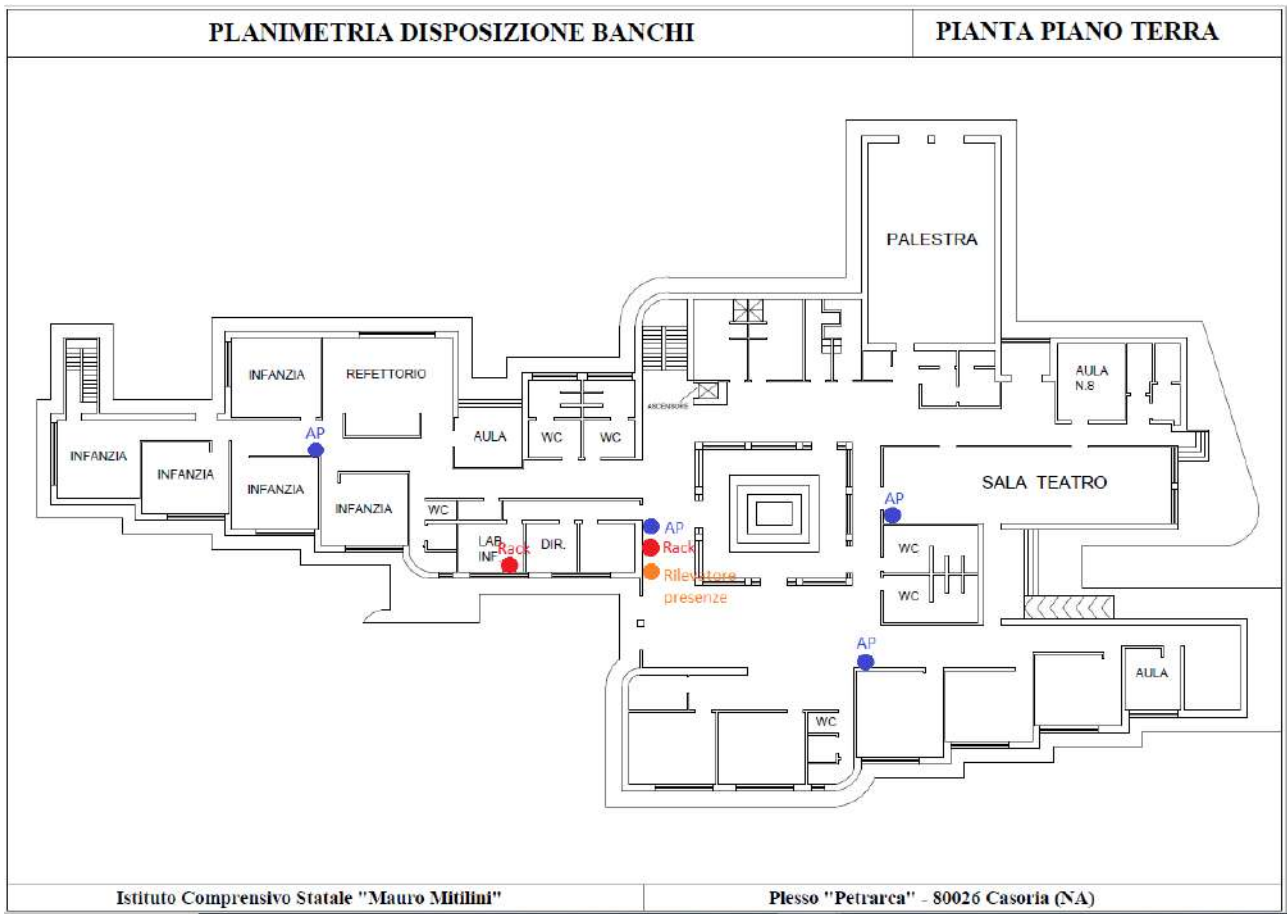 PLANIMETRIA DISPOSIZIONE BANCHI
PIANTA PIANO TERRA
PALESTRA
INFANZIA
REFETTORIO
AULA
N.8
ASCENSORE
AP
AULA
WC
WC
INFANZIA
INFANZIA
INFANZIA
INFANZIA
SALA TEATRO
AP
WC
LAB.
INF.
Rack
DIR.
AP
Rack
Rilevatore
presenze
WC
WC
AP
AULA
WC
Istituto Comprensivo Statale "Mauro Mitilini"
Plesso "Petrarca" - 80026 Casoria (NA)